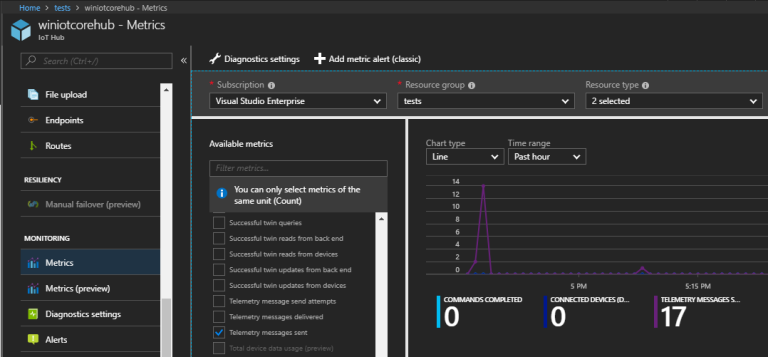 Home > tests > winiotcorehub - Metrics
winiotcorehub - Metrics
IoT Hub
Search (Ctrl+/)
«
File upload
Endpoints
Routes
RESILIENCY
Manual failover (preview)
MONITORING
Metrics
Metrics (preview)
Diagnostics settings
Alerts
Diagnostics settings
Add metric alert (classic)
* Subscription
Visual Studio Enterprise
* Resource group
tests
Resource type
2 selected
Available metrics
Filter metrics...
You can only select metrics of the
same unit (Count)
Successful twin queries
Successful twin reads from back end
Successful twin reads from devices
Successful twin updates from back end
Successful twin updates from devices
Telemetry message send attempts
Telemetry messages delivered
Telemetry messages sent
Total device data usage (preview)
Chart type
Line
Time range
Past hour
14
12
10
8
6
4
2
0
5 PM
5:15 PM
COMMANDS COMPLETED
0
CONNECTED DEVICES (D...
0
TELEMETRY MESSAGES S...
17